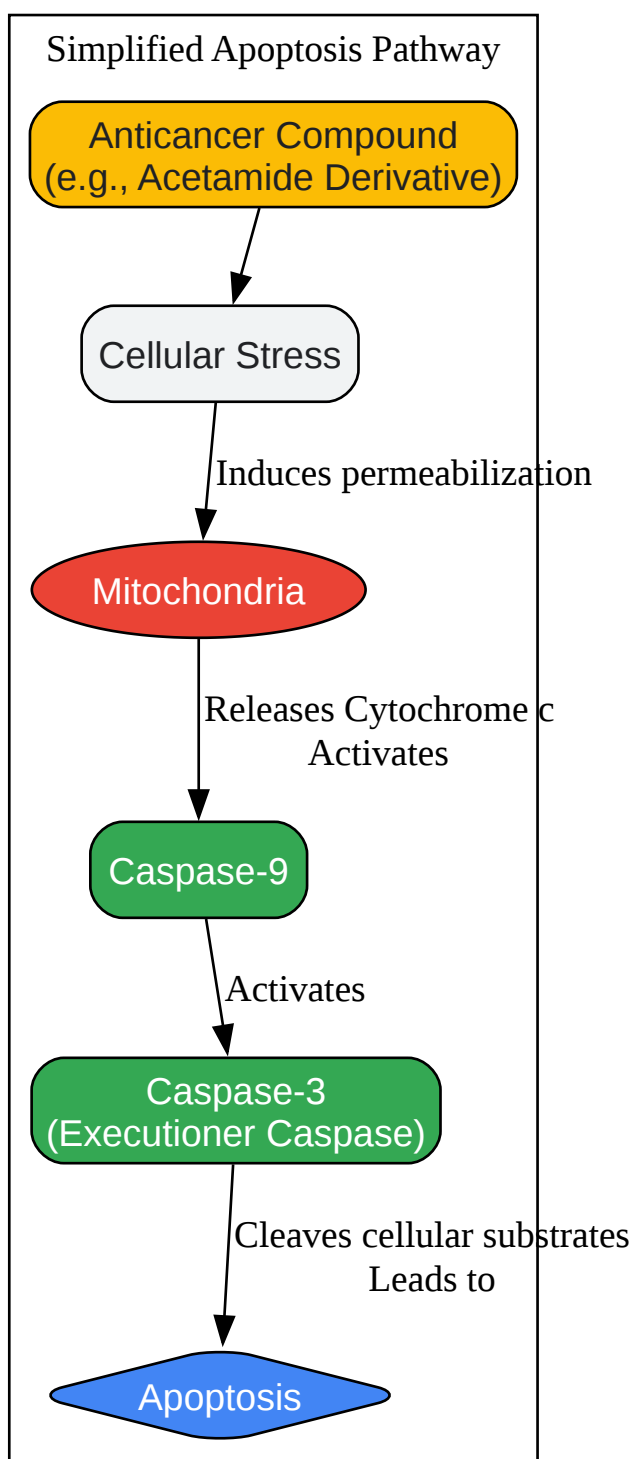 Simplified Apoptosis Pathway
Anticancer Compound
(e.g., Acetamide Derivative)
Cellular Stress
Induces permeabilization
Mitochondria
Releases Cytochrome c
Activates
Caspase-9
Activates
Caspase-3
(Executioner Caspase)
Cleaves cellular substrates
Leads to
Apoptosis